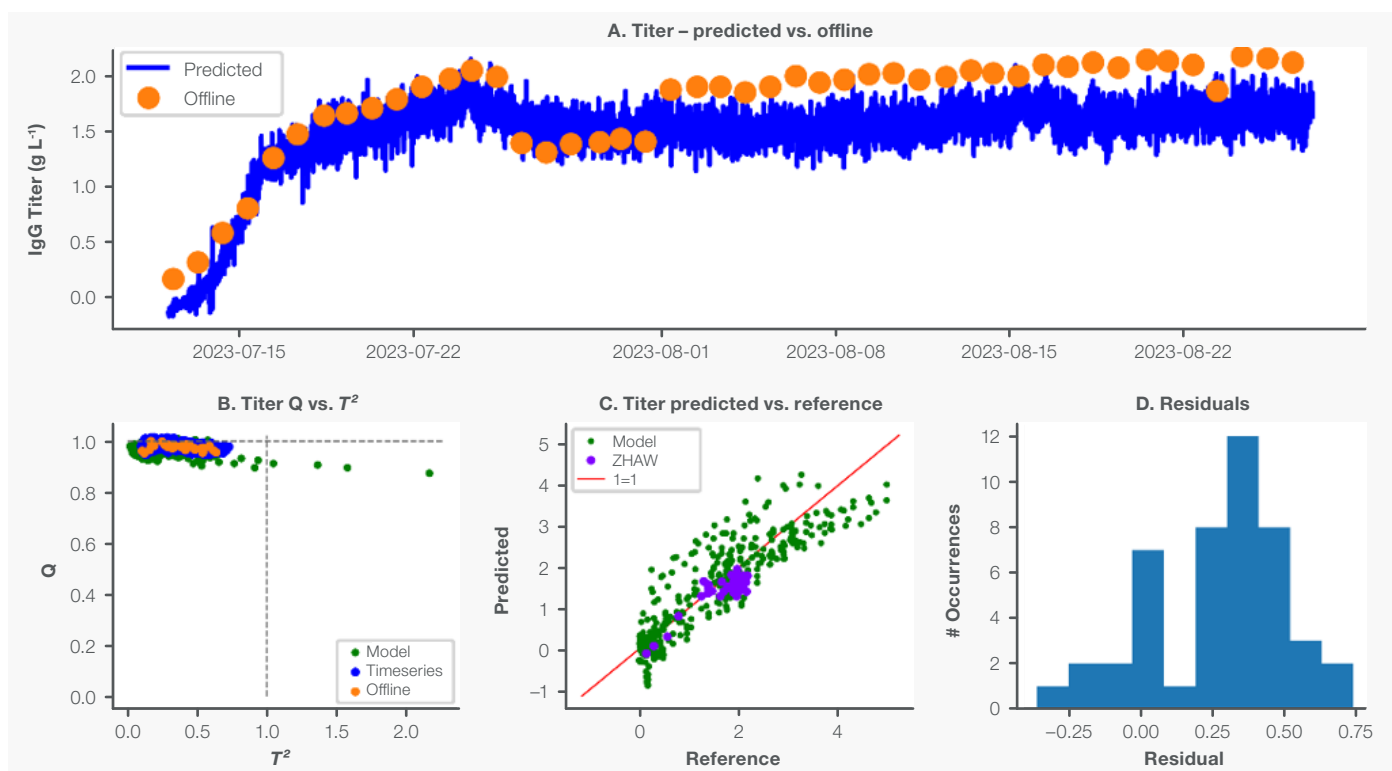 A. Titer – predicted vs. offline
IgG Titer (g L-1)
2.0
1.5
1.0
0.5
0.0
Predicted
Offline
2023-07-15 2023-07-22 2023-08-01 2023-08-08 2023-08-15 2023-08-22
B. Titer Q vs. T²
Q
1.0
0.8
0.6
0.4
0.2
0.0
Model
Timeseries
Offline
0.0 0.5 1.0 1.5 2.0
T²
C. Titer predicted vs. reference
Predicted
5
4
3
2
1
0
−1
Model
ZHAW
1=1
0 2 4
Reference
D. Residuals
# Occurrences
12
10
8
6
4
2
0
−0.25 0.00 0.25 0.50 0.75
Residual